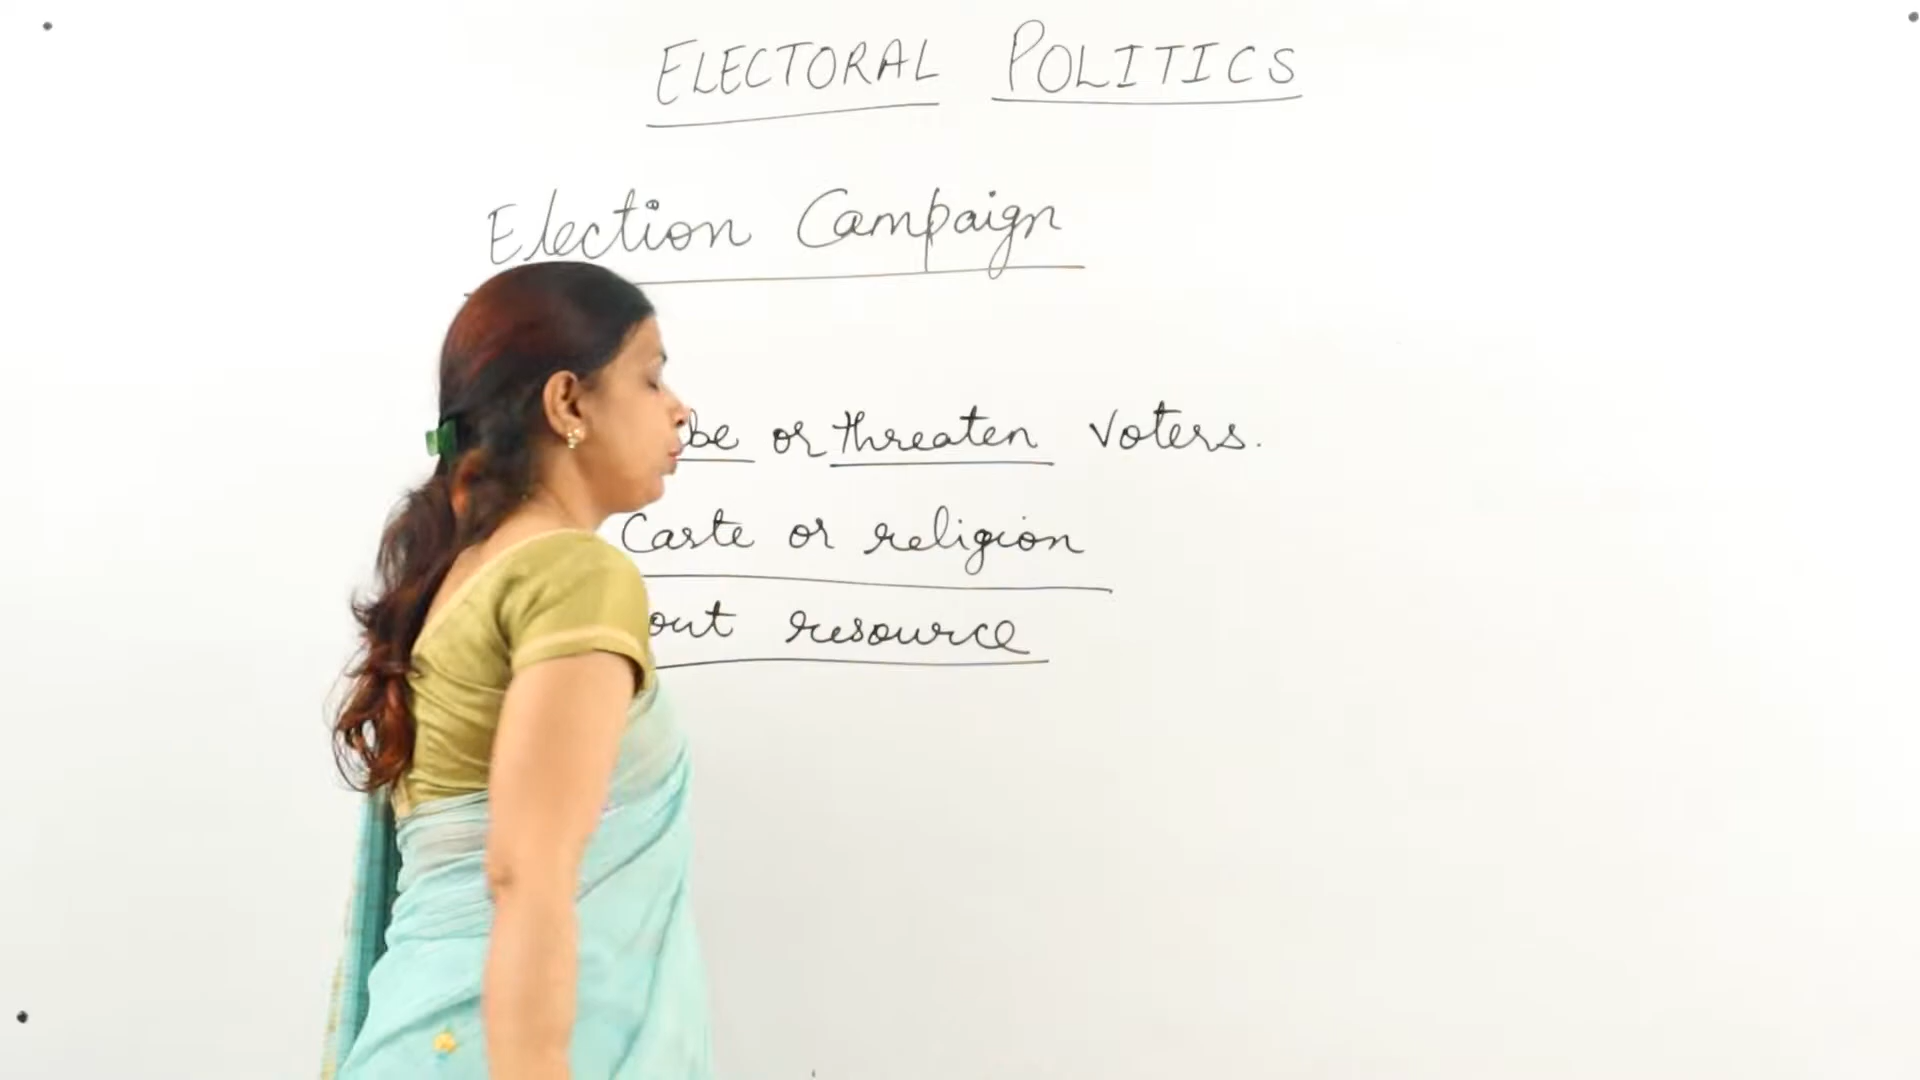 ELECTORAL POLITICS
Election Campaign
be or threaten voters.
Caste or religion
out resource